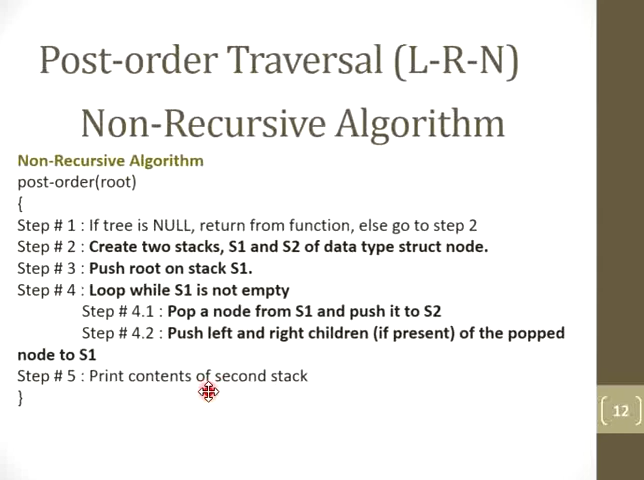 Post-order Traversal (L-R-N)
Non-Recursive Algorithm
Non-Recursive Algorithm
post-order(root)
{
Step # 1 : If tree is NULL, return from function, else go to step 2
Step # 2 : Create two stacks, S1 and S2 of data type struct node.
Step # 3 : Push root on stack S1.
Step # 4 : Loop while S1 is not empty
Step # 4.1 : Pop a node from S1 and push it to S2
Step # 4.2 : Push left and right children (if present) of the popped
node to S1
Step # 5 : Print contents of second stack
}
12